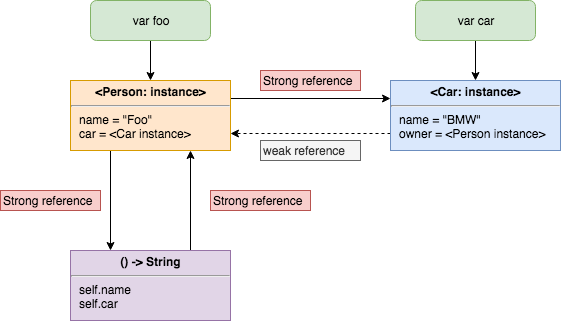 var foo
var car
<Person: instance>
name = "Foo"
car = <Car instance>
Strong reference
<Car: instance>
name = "BMW"
owner = <Person instance>
weak reference
Strong reference
Strong reference
() -> String
self.name
self.car